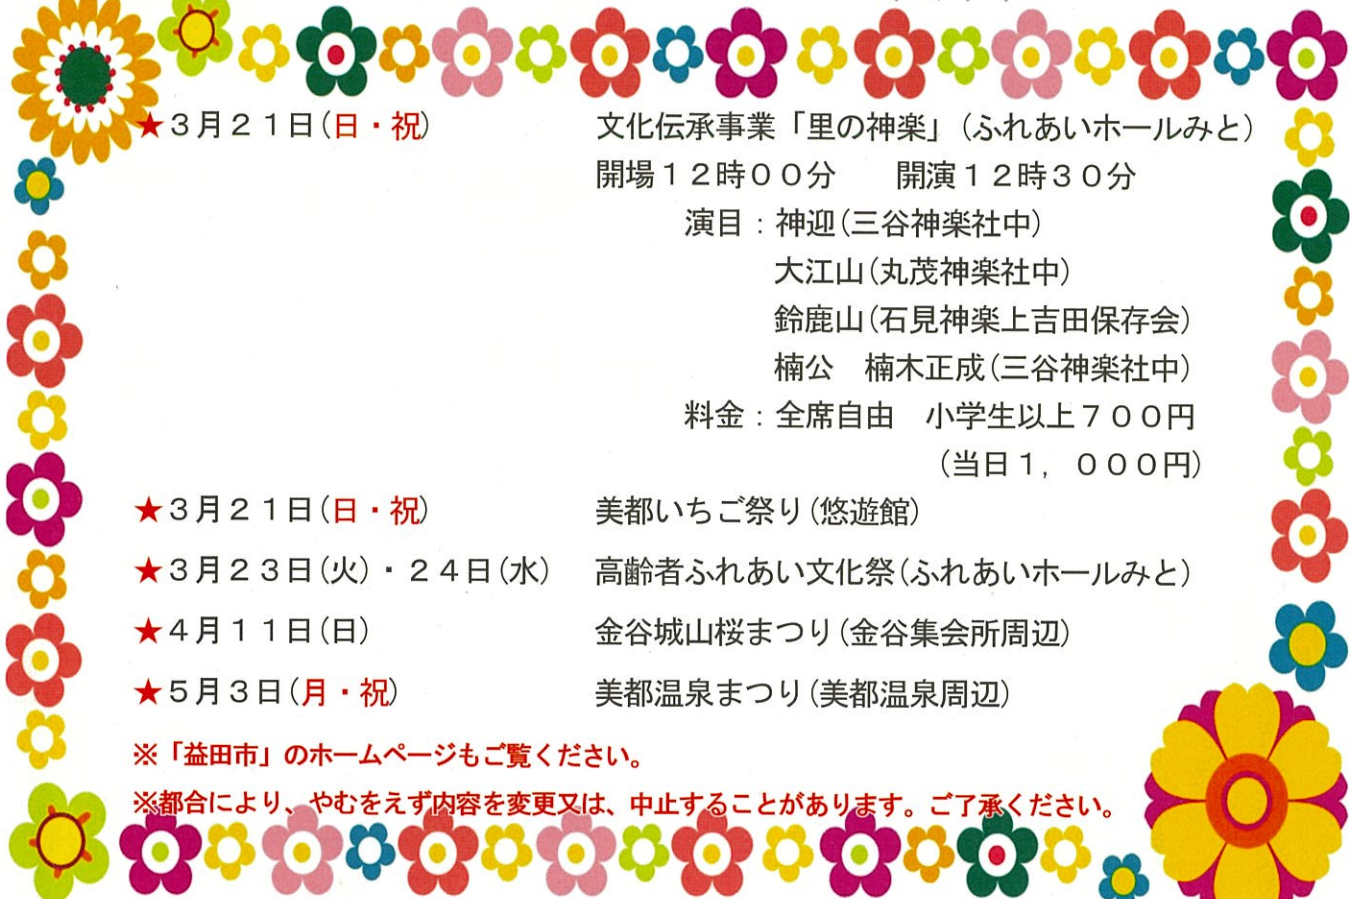 ★３月２１日(日・祝)　文化伝承事業「里の神楽」(ふれあいホールみと)
開場１２時００分　開演１２時３０分
演目：神迎(三谷神楽社中)
大江山(丸茂神楽社中)
鈴鹿山(石見神楽上吉田保存会)
楠公　楠木正成(三谷神楽社中)
料金：全席自由　小学生以上７００円
(当日１，０００円)
★３月２１日(日・祝)　美都いちご祭り(悠遊館)
★３月２３日(火)・２４日(水)　高齢者ふれあい文化祭(ふれあいホールみと)
★４月１１日(日)　金谷城山桜まつり(金谷集会所周辺)
★５月３日(月・祝)　美都温泉まつり(美都温泉周辺)
※「益田市」のホームページもご覧ください。
※都合により、やむをえず内容を変更又は、中止することがあります。ご了承ください。